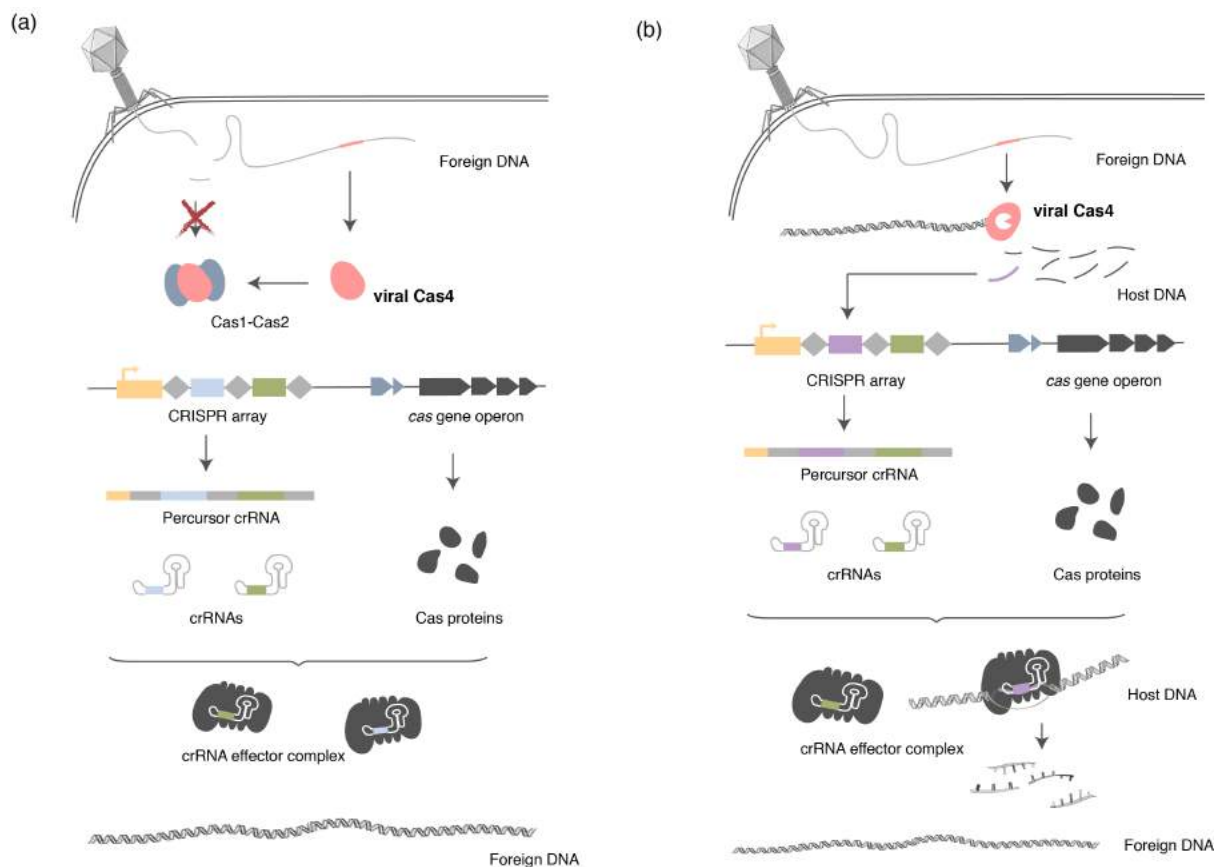 (a)
Foreign DNA
viral Cas4
Cas1-Cas2
CRISPR array
cas gene operon
Percursor crRNA
crRNAs
Cas proteins
crRNA effector complex
Foreign DNA
(b)
Foreign DNA
viral Cas4
Host DNA
CRISPR array
cas gene operon
Percursor crRNA
crRNAs
Cas proteins
Host DNA
crRNA effector complex
Foreign DNA